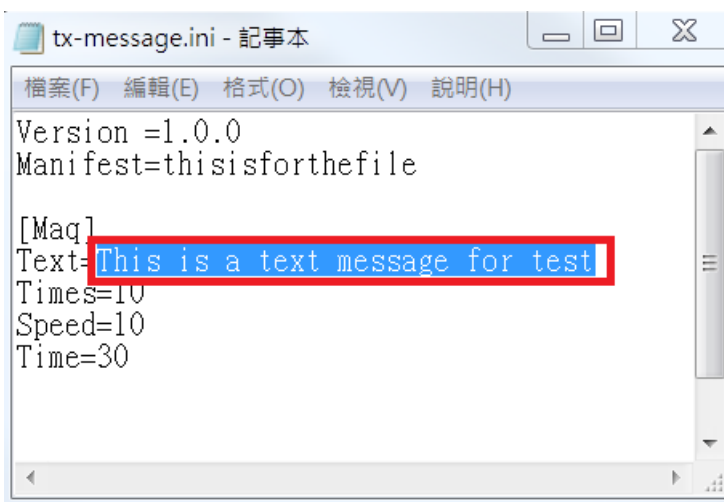 tx-message.ini - 記事本
檔案(F) 編輯(E) 格式(O) 檢視(V) 說明(H)
Version =1.0.0
Manifest=thisisforthefile
[Maq]
Text=This is a text message for test
Times=10
Speed=10
Time=30